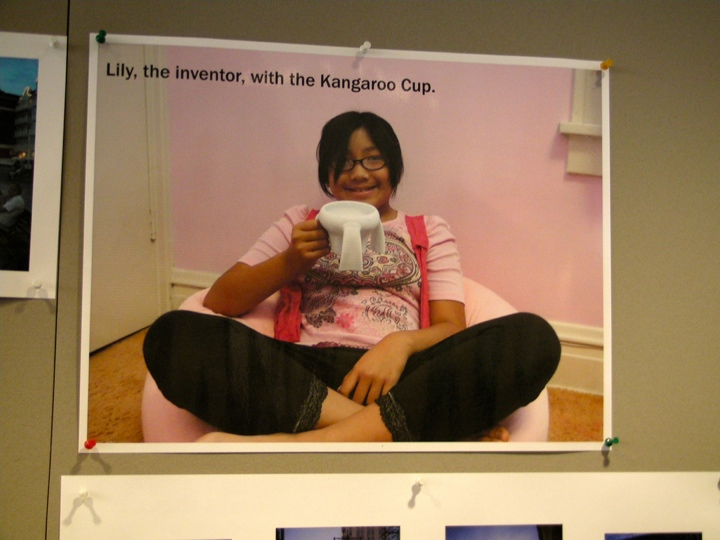 Lily, the inventor, with the Kangaroo Cup.